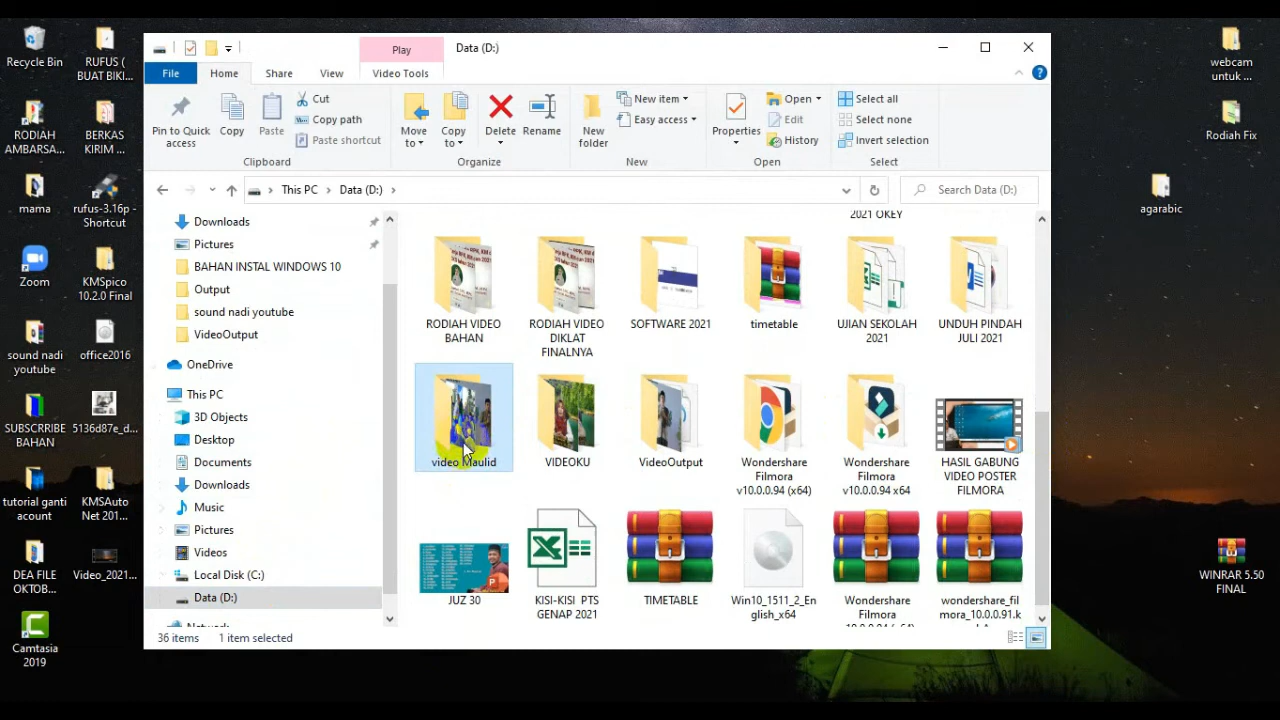 Recycle Bin
RUFUS (
BUAT BIKI...
RODIAH
AMBARSA...
BERKAS
KIRIM ...
mama
rufus-3.16p -
Shortcut
Zoom
KMSpico
10.2.0 Final
sound nadi
youtube
office2016
SUBSCRRIBE
BAHAN
5136d87e_d...
tutorial ganti
acount
KMSAuto
Net 201...
DEA FILE
OKTOB...
Video_2021...
Camtasia
2019
Play
Data (D:)
File
Home
Share
View
Video Tools
Pin to Quick
access
Copy
Paste
Cut
Copy path
Paste shortcut
Clipboard
Move
to
Copy
to
Delete
Rename
Organize
New
folder
New item
Easy access
New
Properties
Open
Edit
History
Open
Select all
Select none
Invert selection
Select
This PC
Data (D:)
Search Data (D:)
Downloads
Pictures
BAHAN INSTAL WINDOWS 10
Output
sound nadi youtube
VideoOutput
OneDrive
This PC
3D Objects
Desktop
Documents
Downloads
Music
Pictures
Videos
Local Disk (C:)
Data (D:)
2021 OKEY
RODIAH VIDEO
BAHAN
RODIAH VIDEO
DIKLAT
FINALNYA
SOFTWARE 2021
timetable
UJIAN SEKOLAH
2021
UNDUH PINDAH
JULI 2021
video Maulid
VIDEOKU
VideoOutput
Wondershare
Filmora
v10.0.0.94 (x64)
Wondershare
Filmora
v10.0.0.94 x64
HASIL GABUNG
VIDEO POSTER
FILMORA
JUZ 30
KISI-KISI PTS
GENAP 2021
TIMETABLE
Win10_1511_2_En
glish_x64
Wondershare
Filmora
wondershare_fil
mora_10.0.0.91.k
36 items
1 item selected
webcam
untuk ...
Rodiah Fix
agarabic
WINRAR 5.50
FINAL